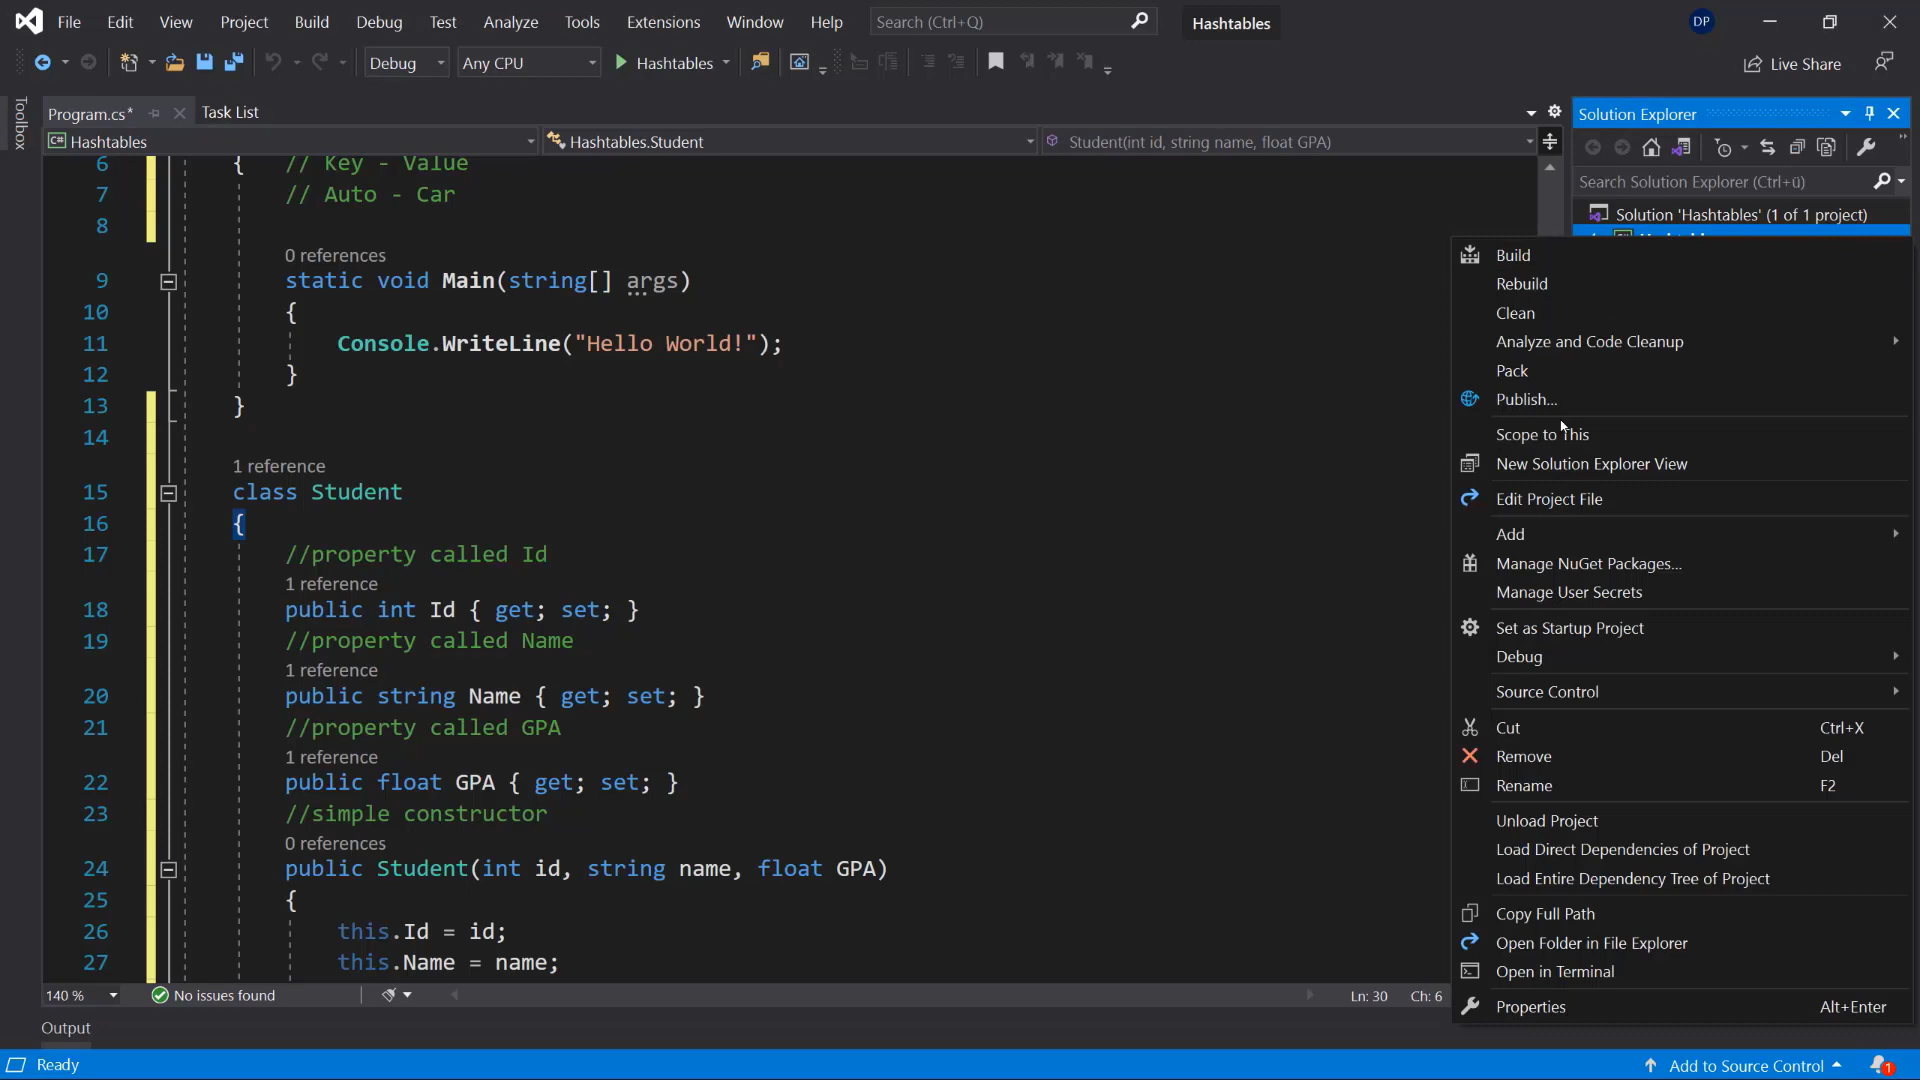 File Edit View Project Build Debug Test Analyze Tools Extensions Window Help Search (Ctrl+Q) Hashtables DP
Debug Any CPU Hashtables Live Share
Toolbox
Program.cs* Task List
Hashtables Hashtables.Student Student(int id, string name, float GPA)
6 { // Key - Value
7 // Auto - Car
8
0 references
9 static void Main(string[] args)
10 {
11 Console.WriteLine("Hello World!");
12 }
13 }
14
1 reference
15 class Student
16 {
17 //property called Id
1 reference
18 public int Id { get; set; }
19 //property called Name
1 reference
20 public string Name { get; set; }
21 //property called GPA
1 reference
22 public float GPA { get; set; }
23 //simple constructor
0 references
24 public Student(int id, string name, float GPA)
25 {
26 this.Id = id;
27 this.Name = name;
140 % No issues found Ln: 30 Ch: 6
Output
Ready Add to Source Control 1
Solution Explorer
Search Solution Explorer (Ctrl+ü)
Solution 'Hashtables' (1 of 1 project)
Build
Rebuild
Clean
Analyze and Code Cleanup
Pack
Publish...
Scope to This
New Solution Explorer View
Edit Project File
Add
Manage NuGet Packages...
Manage User Secrets
Set as Startup Project
Debug
Source Control
Cut Ctrl+X
Remove Del
Rename F2
Unload Project
Load Direct Dependencies of Project
Load Entire Dependency Tree of Project
Copy Full Path
Open Folder in File Explorer
Open in Terminal
Properties Alt+Enter